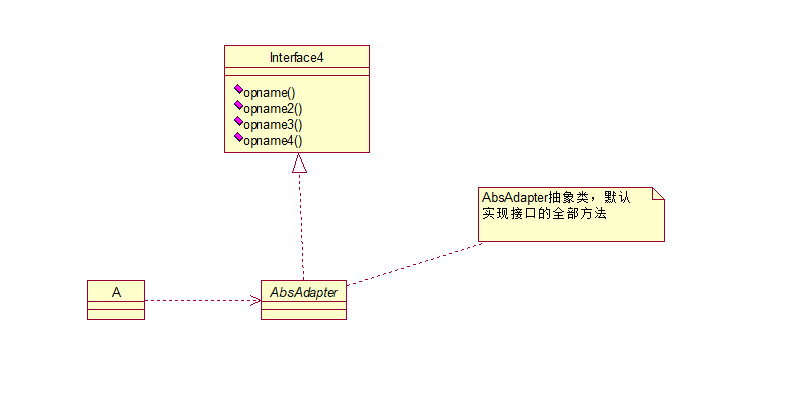 Interface4
opname()
opname2()
opname3()
opname4()
AbsAdapter抽象类，默认
实现接口的全部方法
A
AbsAdapter